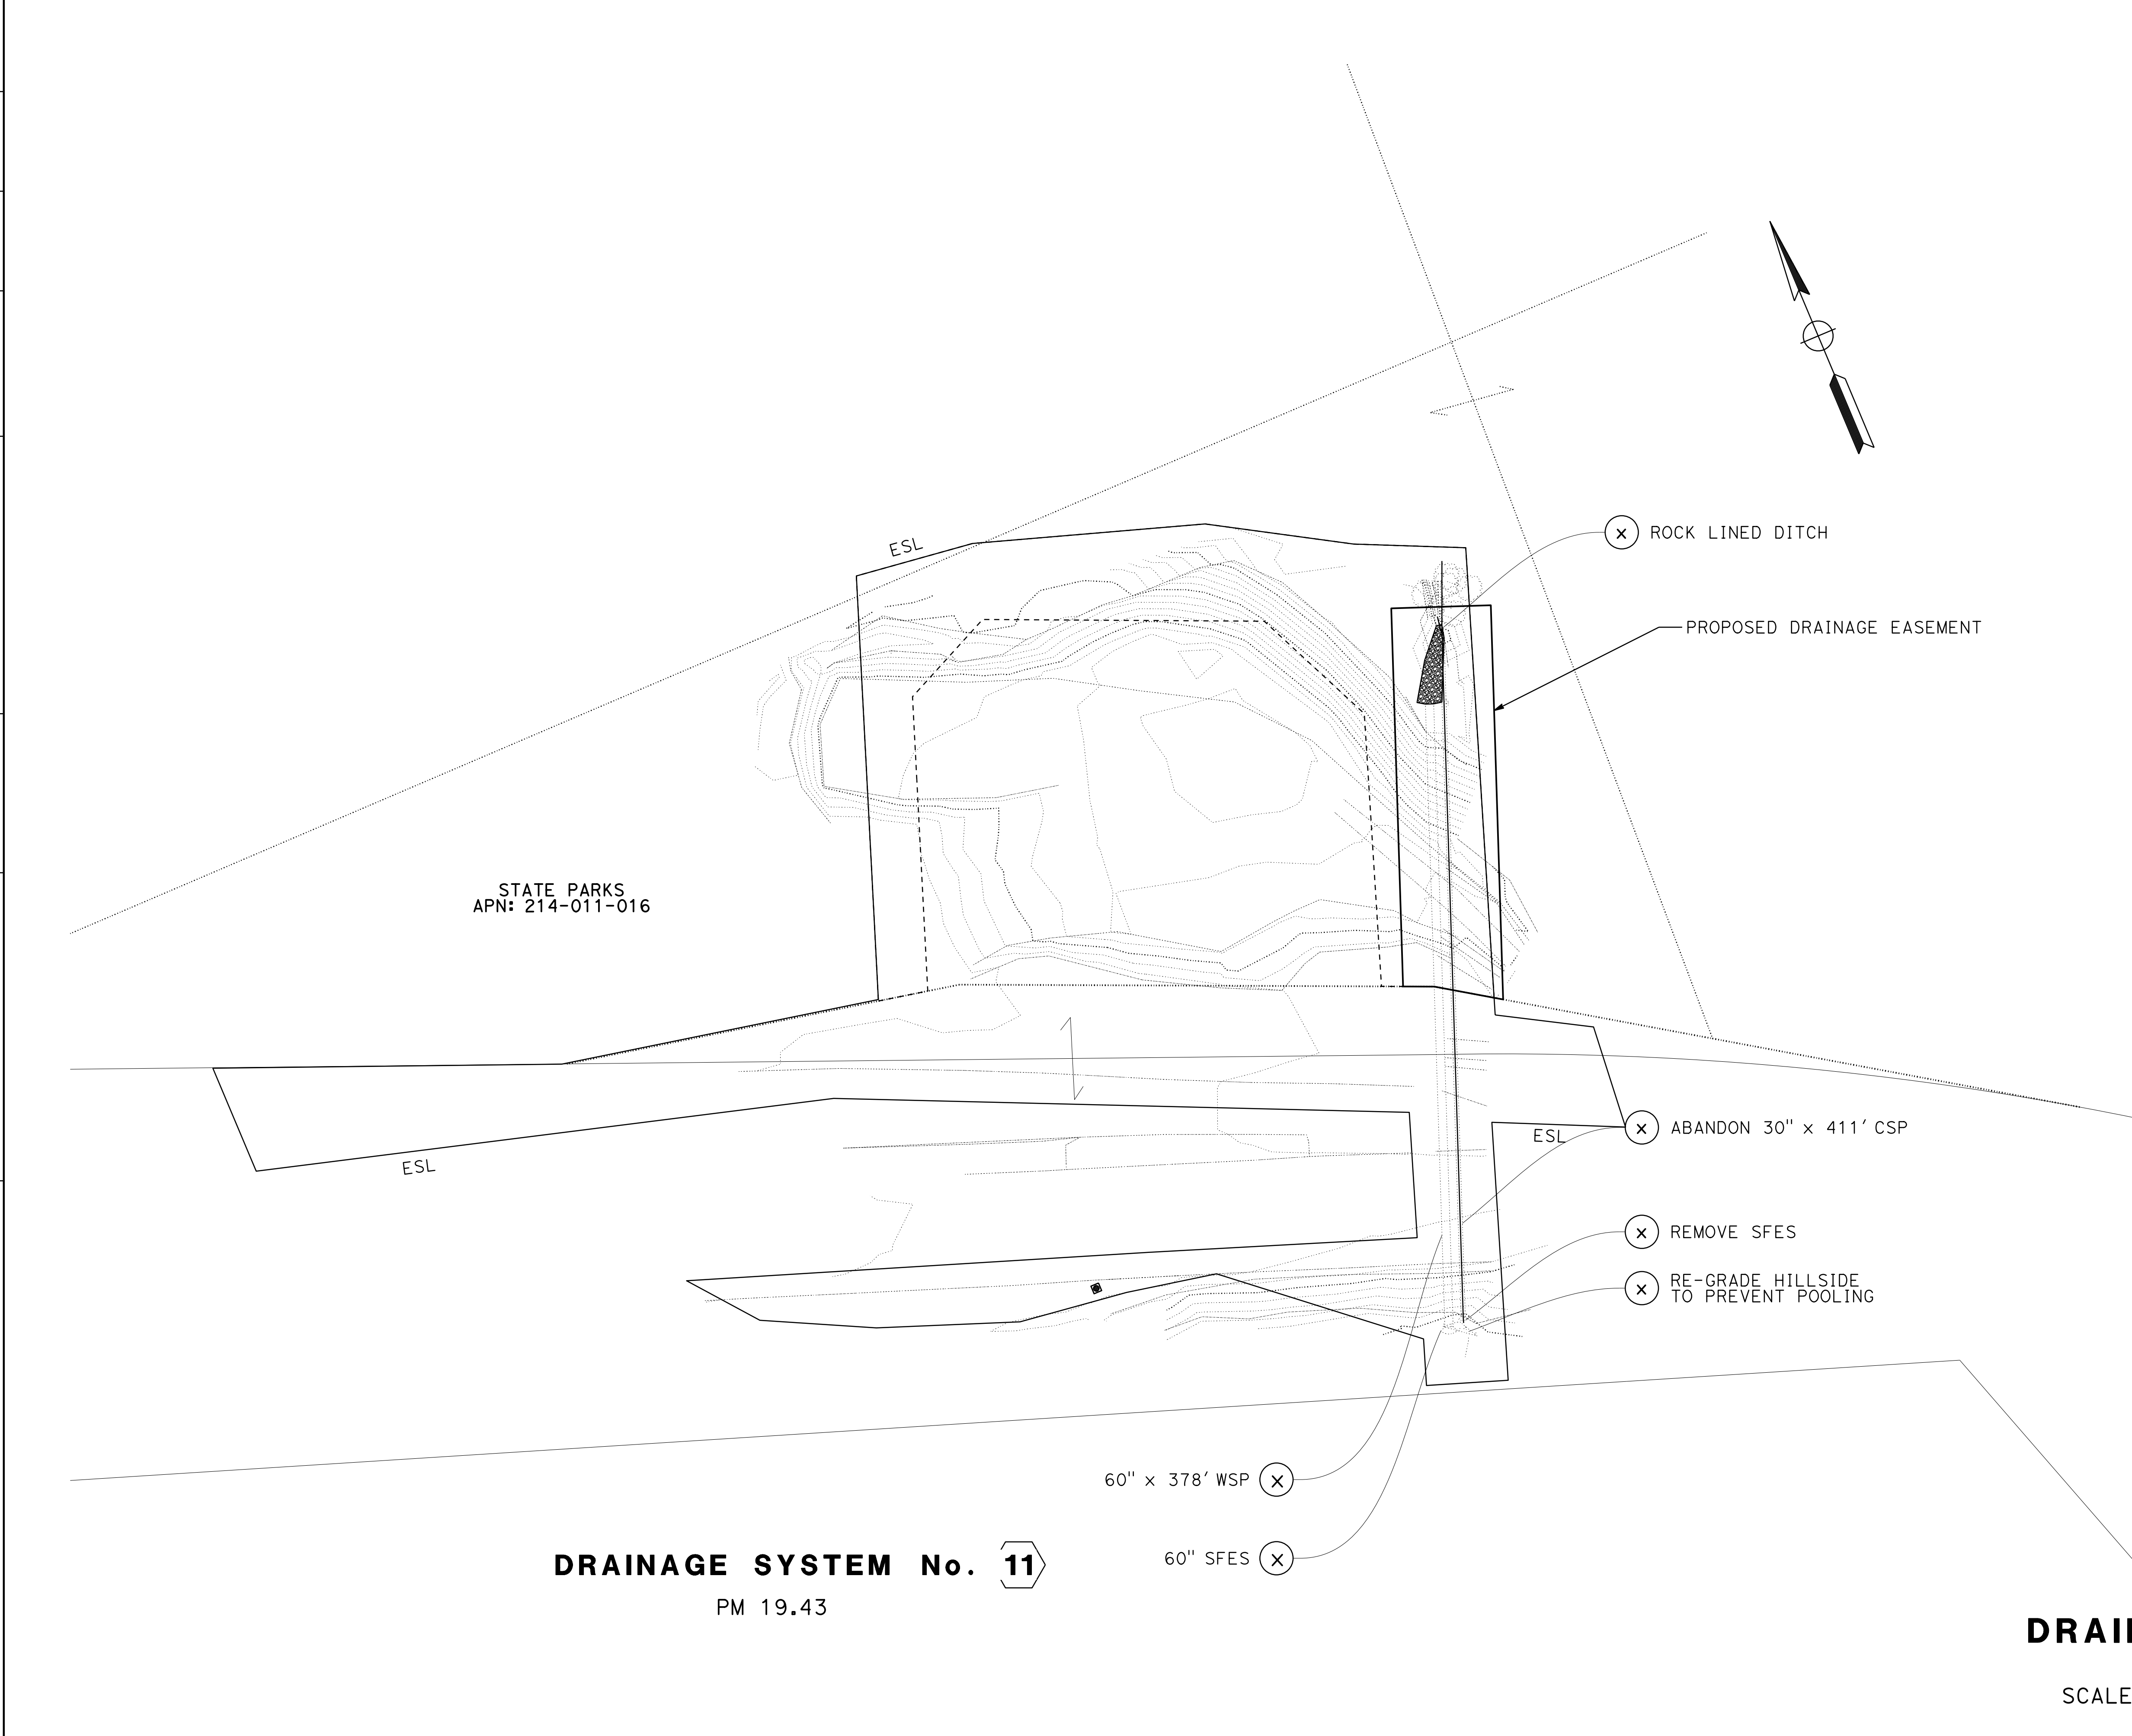 ESL
ⓧ ROCK LINED DITCH
PROPOSED DRAINAGE EASEMENT
STATE PARKS
APN: 214-011-016
ⓧ ABANDON 30" x 411' CSP
ESL
ESL
ⓧ REMOVE SFES
ⓧ RE-GRADE HILLSIDE
TO PREVENT POOLING
60" x 378' WSP ⓧ
60" SFES ⓧ
DRAINAGE SYSTEM No. 11
PM 19.43
DRAI
SCALE